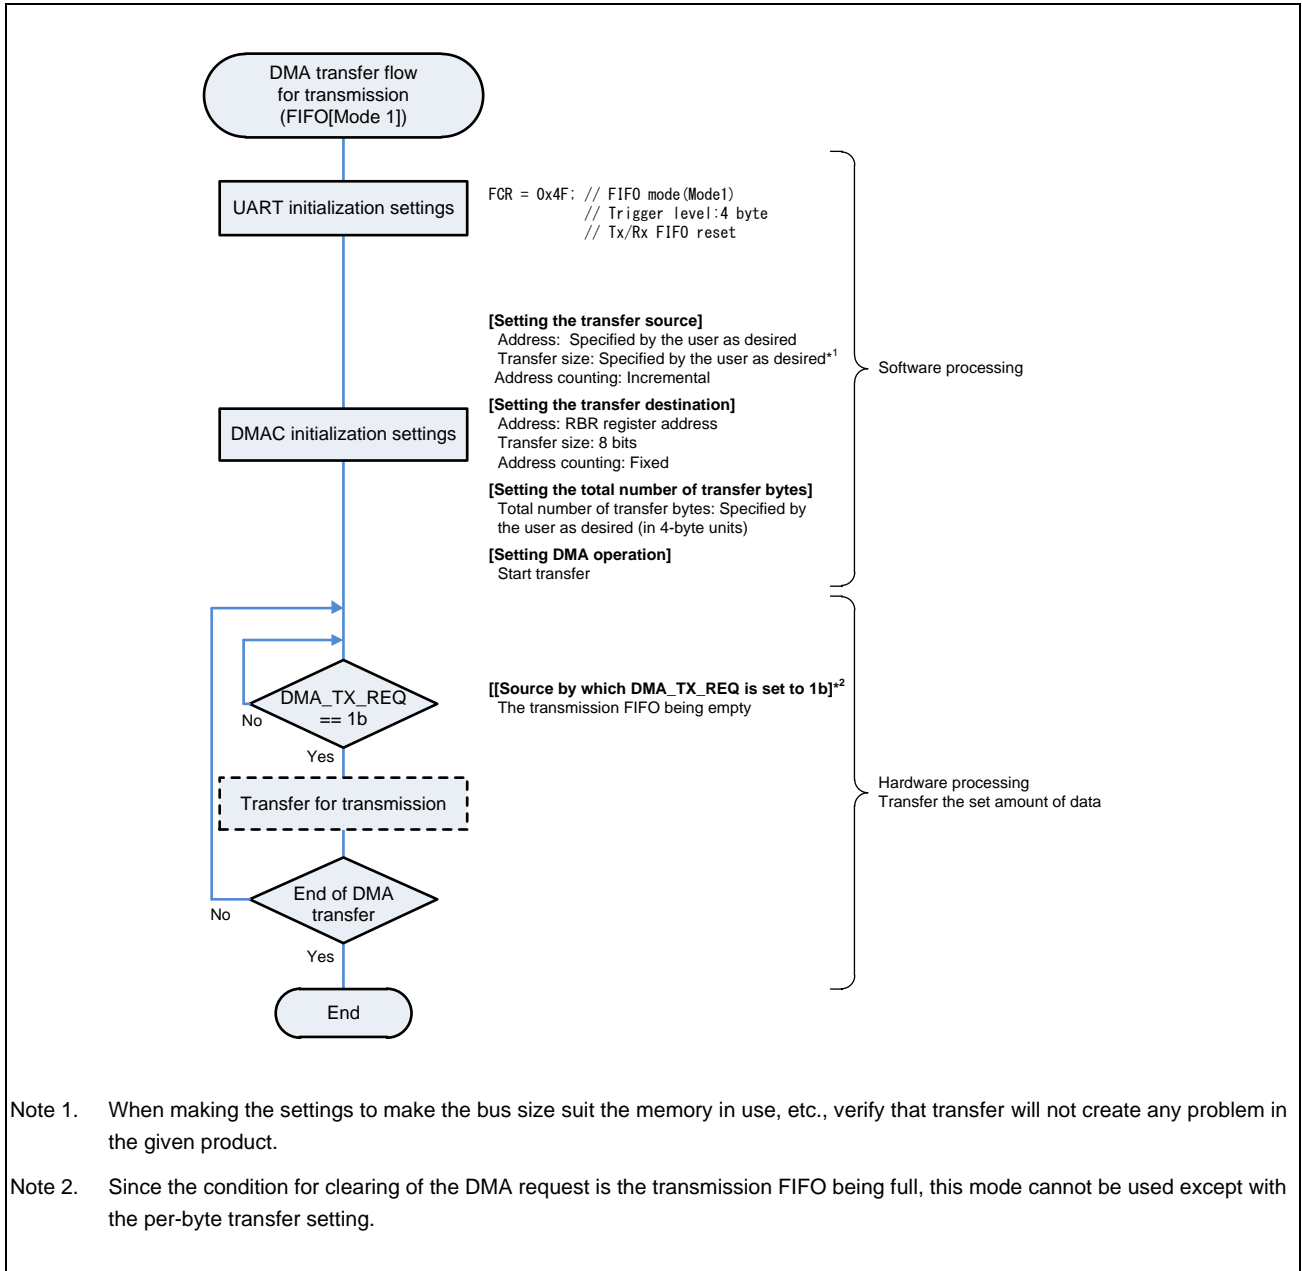 DMA transfer flow
for transmission
(FIFO[Mode 1])
UART initialization settings
FCR = 0x4F; // FIFO mode(Mode1)
// Trigger level:4 byte
// Tx/Rx FIFO reset
[Setting the transfer source]
Address:  Specified by the user as desired
Transfer size: Specified by the user as desired*1
Address counting: Incremental
Software processing
[Setting the transfer destination]
Address: RBR register address
Transfer size: 8 bits
Address counting: Fixed
DMAC initialization settings
[Setting the total number of transfer bytes]
Total number of transfer bytes: Specified by
the user as desired (in 4-byte units)
[Setting DMA operation]
Start transfer
DMA_TX_REQ
== 1b
No
Yes
[[Source by which DMA_TX_REQ is set to 1b]*2
The transmission FIFO being empty
Transfer for transmission
Hardware processing
Transfer the set amount of data
End of DMA
transfer
No
Yes
End
Note 1. When making the settings to make the bus size suit the memory in use, etc., verify that transfer will not create any problem in
the given product.
Note 2. Since the condition for clearing of the DMA request is the transmission FIFO being full, this mode cannot be used except with
the per-byte transfer setting.